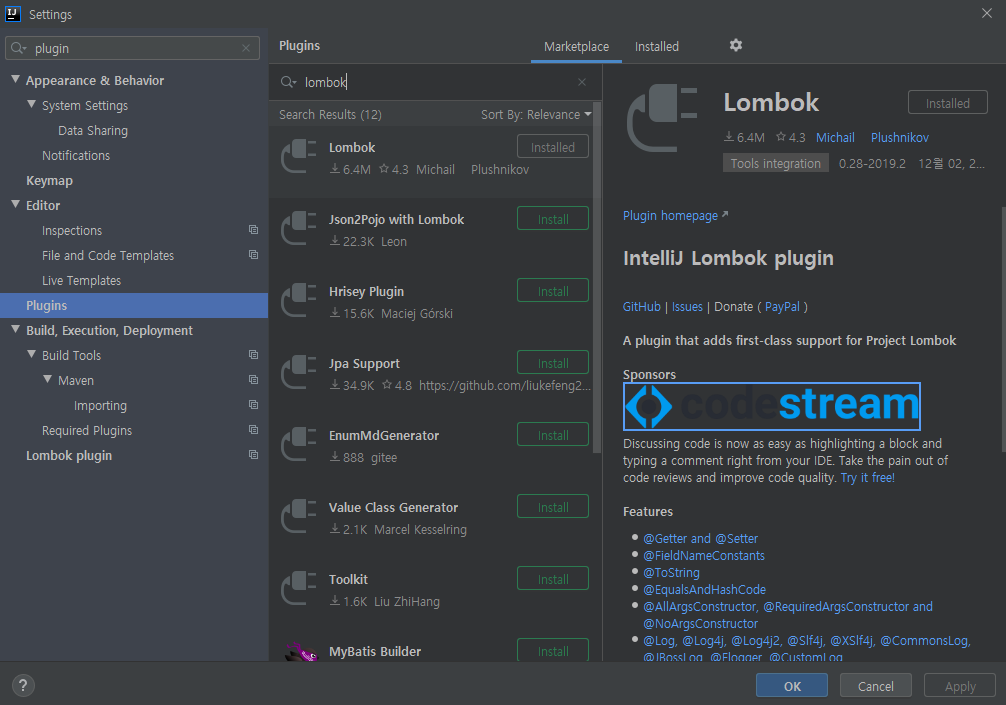 Settings
plugin
Appearance & Behavior
System Settings
Data Sharing
Notifications
Keymap
Editor
Inspections
File and Code Templates
Live Templates
Plugins
Build, Execution, Deployment
Build Tools
Maven
Importing
Required Plugins
Lombok plugin
Plugins
Marketplace Installed
lombok
Search Results (12) Sort By: Relevance
Lombok Installed
6.4M 4.3 Michail Plushnikov
Json2Pojo with Lombok Install
22.3K Leon
Hrisey Plugin Install
15.6K Maciej Górski
Jpa Support Install
34.9K 4.8 https://github.com/liukefeng2...
EnumMdGenerator Install
888 gitee
Value Class Generator Install
2.1K Marcel Kesselring
Toolkit Install
1.6K Liu ZhiHang
MyBatis Builder Install
Lombok Installed
6.4M 4.3 Michail Plushnikov
Tools integration 0.28-2019.2 12월 02, 2...
Plugin homepage
IntelliJ Lombok plugin
GitHub | Issues | Donate ( PayPal )
A plugin that adds first-class support for Project Lombok
Sponsors
codestream
Discussing code is now as easy as highlighting a block and
typing a comment right from your IDE. Take the pain out of
code reviews and improve code quality. Try it free!
Features
@Getter and @Setter
@FieldNameConstants
@ToString
@EqualsAndHashCode
@AllArgsConstructor, @RequiredArgsConstructor and
@NoArgsConstructor
@Log, @Log4j, @Log4j2, @Slf4j, @XSlf4j, @CommonsLog,
@JBossLog, @Flogger, @CustomLog
? OK Cancel Apply